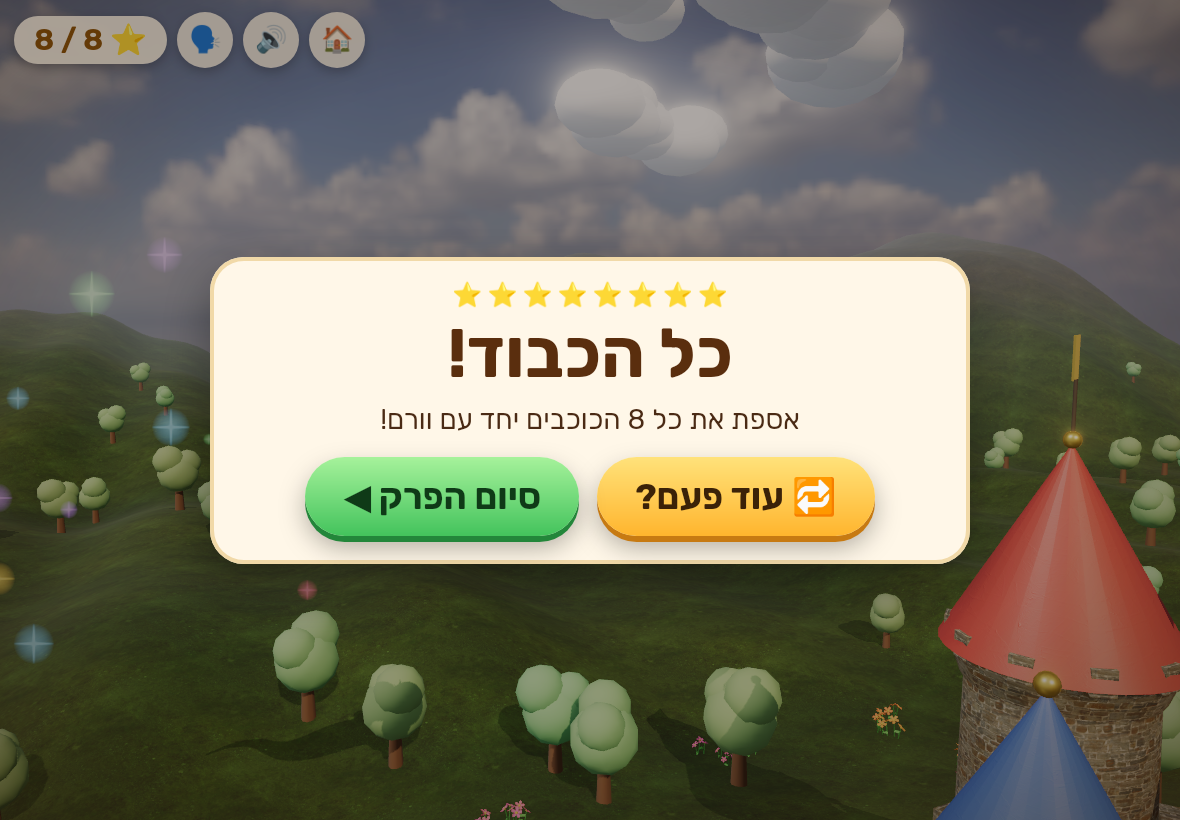 8 / 8
כל הכבוד!
אספת את כל 8 הכוכבים יחד עם וורם!
עוד פעם?
סיום הפרק